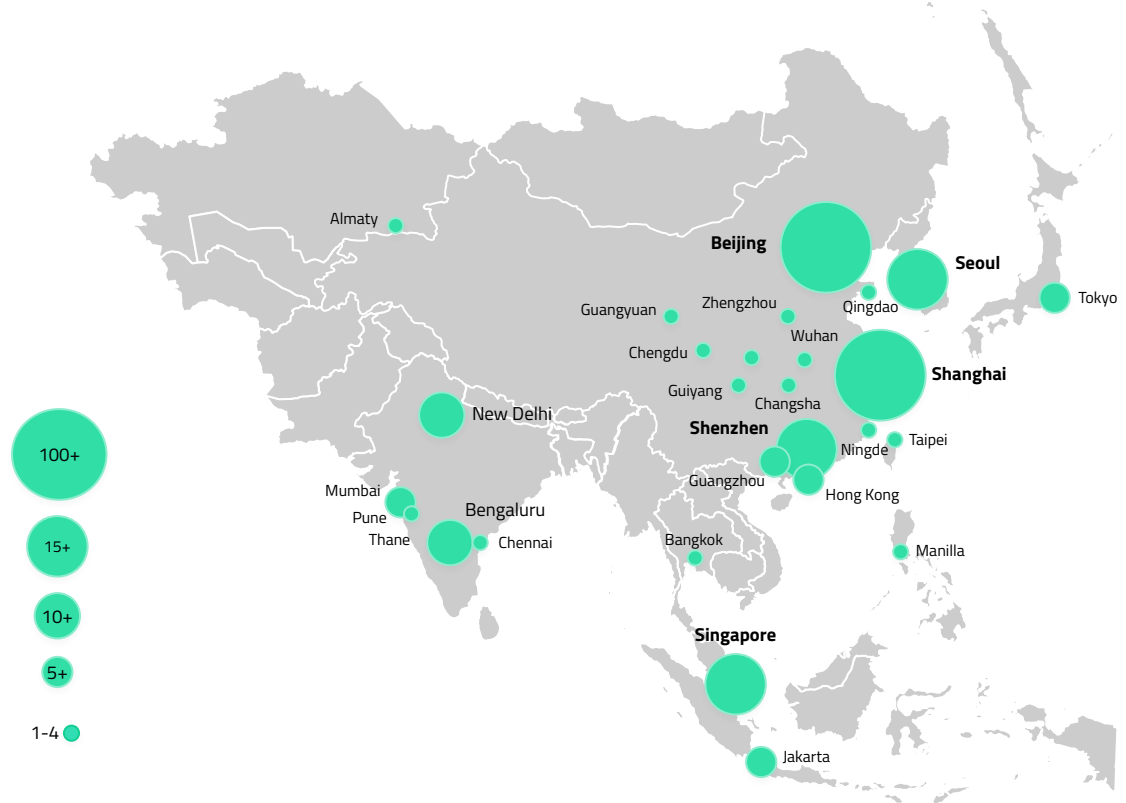 Almaty
Beijing
Seoul
Tokyo
Qingdao
Zhengzhou
Guangyuan
Wuhan
Chengdu
Shanghai
Guiyang
Changsha
New Delhi
Shenzhen
Ningde
Taipei
100+
Guangzhou
Hong Kong
Mumbai
Pune
Bengaluru
Thane
Chennai
Bangkok
15+
Manilla
10+
Singapore
5+
1-4
Jakarta